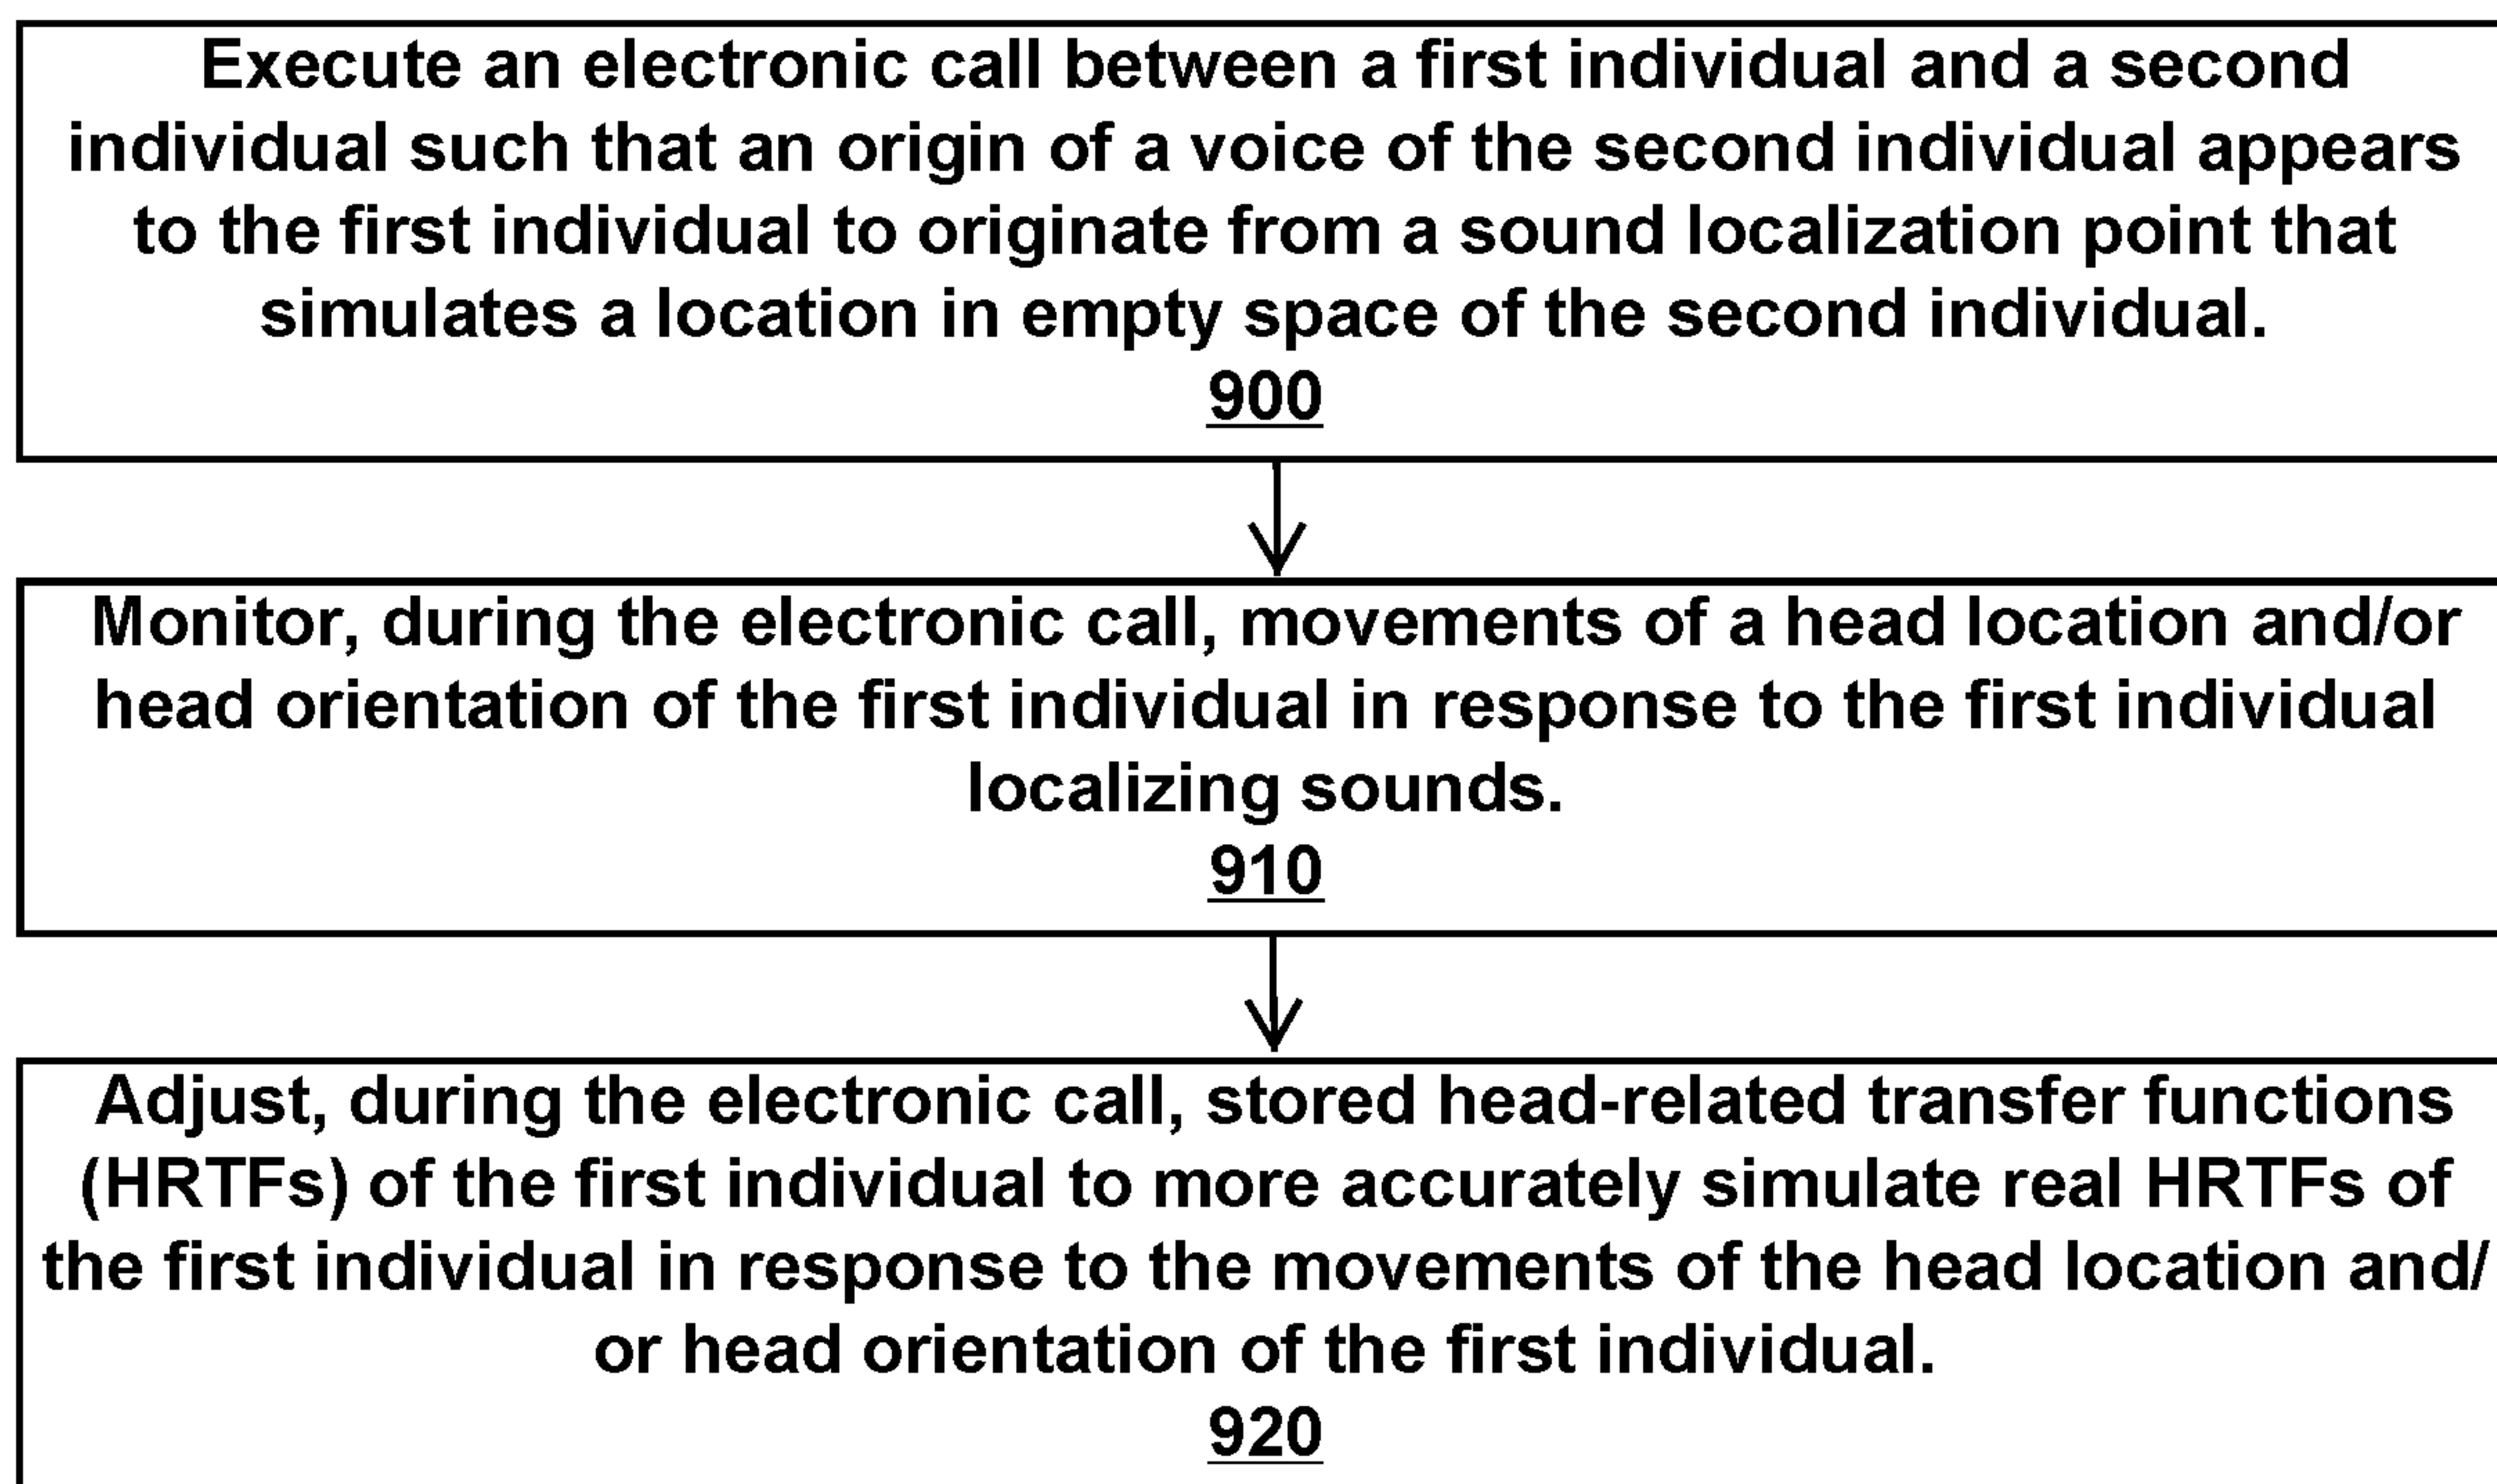 Execute an electronic call between a first individual and a second
individual such that an origin of a voice of the second individual appears
to the first individual to originate from a sound localization point that
simulates a location in empty space of the second individual.
900
Monitor, during the electronic call, movements of a head location and/or
head orientation of the first individual in response to the first individual
localizing sounds.
910
Adjust, during the electronic call, stored head-related transfer functions
(HRTFs) of the first individual to more accurately simulate real HRTFs of
the first individual in response to the movements of the head location and/
or head orientation of the first individual.
920